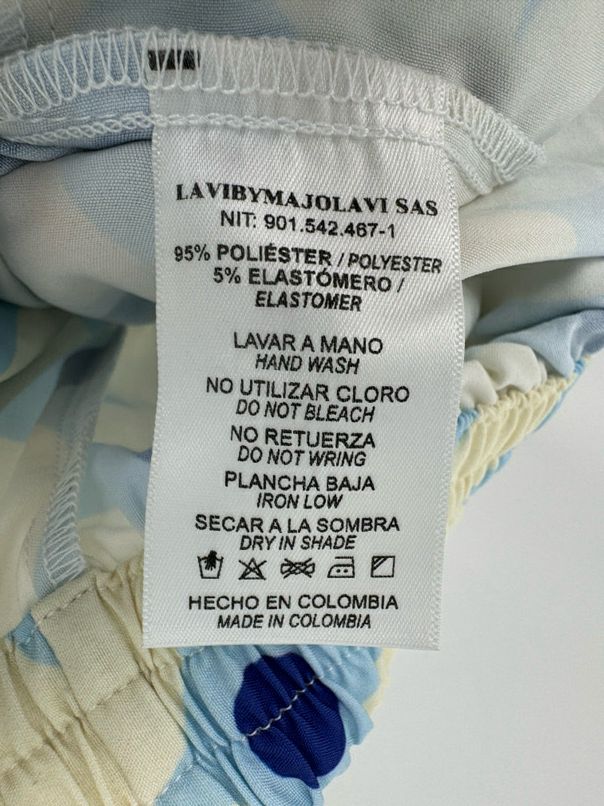 LAVIBYMAJOLAVI SAS
NIT: 901.542.467-1
95% POLIÉSTER / POLYESTER
5% ELASTÓMERO /
ELASTOMER
LAVAR A MANO
HAND WASH
NO UTILIZAR CLORO
DO NOT BLEACH
NO RETUERZA
DO NOT WRING
PLANCHA BAJA
IRON LOW
SECAR A LA SOMBRA
DRY IN SHADE
HECHO EN COLOMBIA
MADE IN COLOMBIA